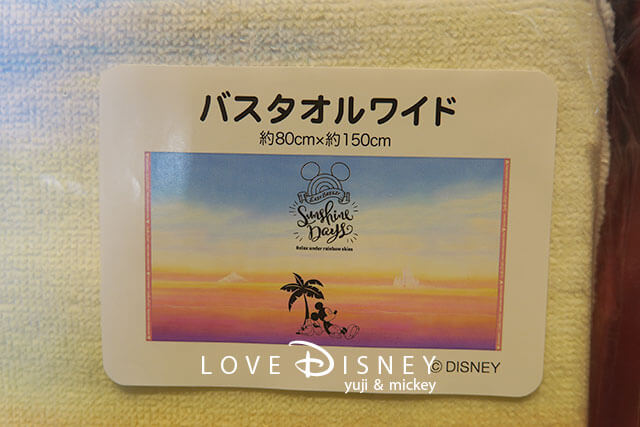 バスタオルワイド
約80cm×約150cm
Sunshine
Days
Relax under rainbow skies
LOVE DISNEY
© DISNEY
yuji & mickey